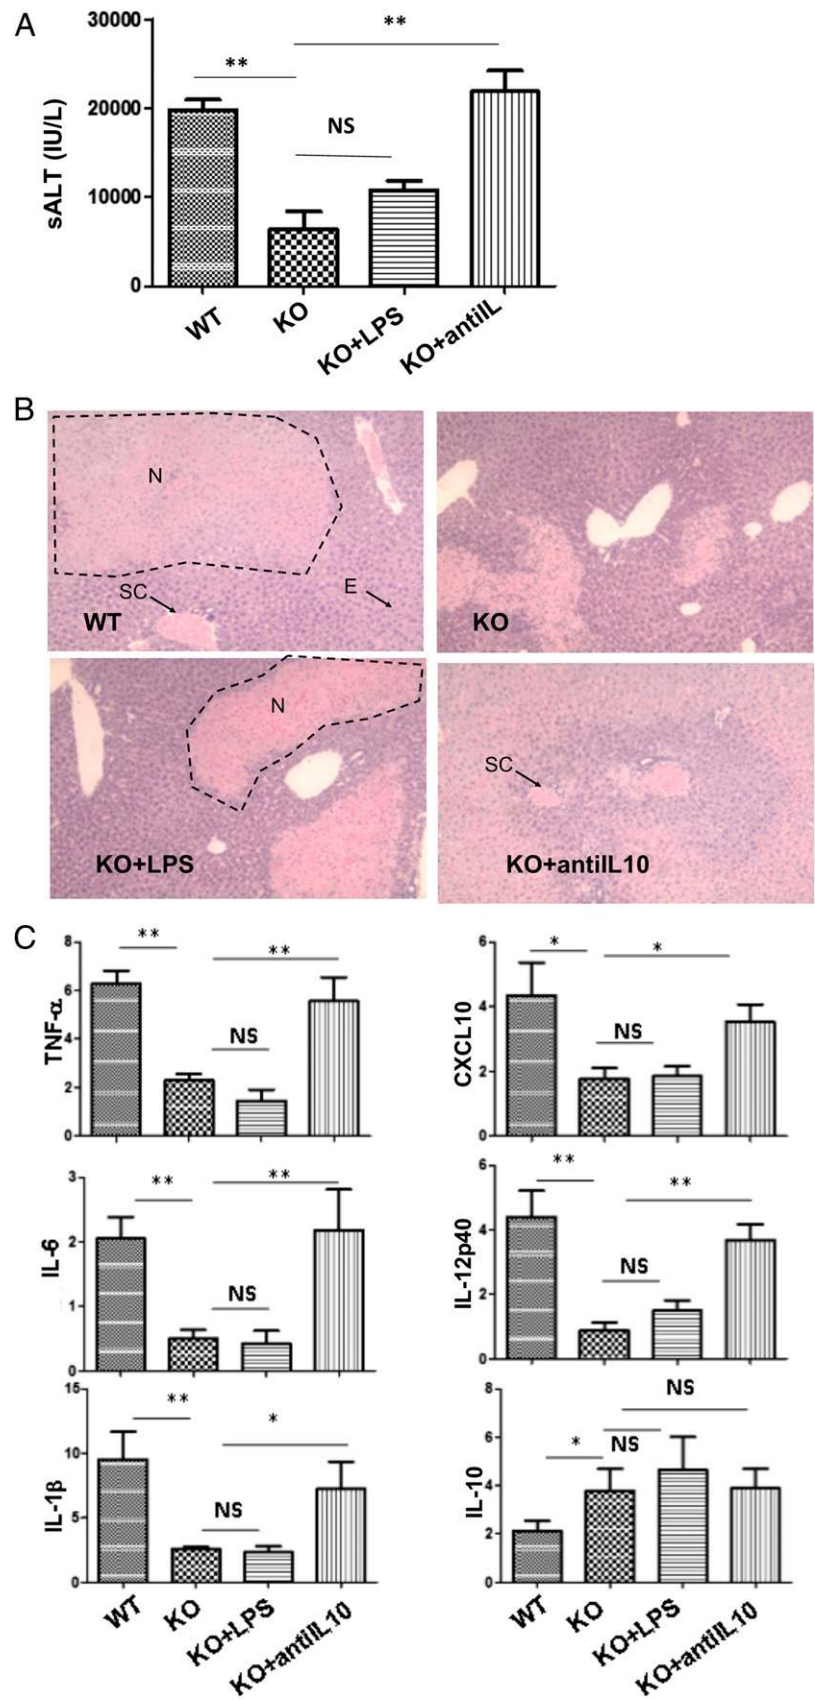 A
sALT (IU/L)
30000
20000
10000
0
**
**
NS
WT
KO
KO+LPS
KO+antiIL
B
N
SC
E
WT
KO
N
KO+LPS
SC
KO+antiIL10
C
TNF-α
8
6
4
2
0
**
**
NS
CXCL10
6
4
2
0
*
*
NS
IL-6
3
2
1
0
**
**
NS
IL-12p40
6
4
2
0
**
**
NS
IL-1β
15
10
5
0
**
*
NS
WT
KO
KO+LPS
KO+antiIL10
IL-10
8
6
4
2
0
NS
*
NS
WT
KO
KO+LPS
KO+antiIL10